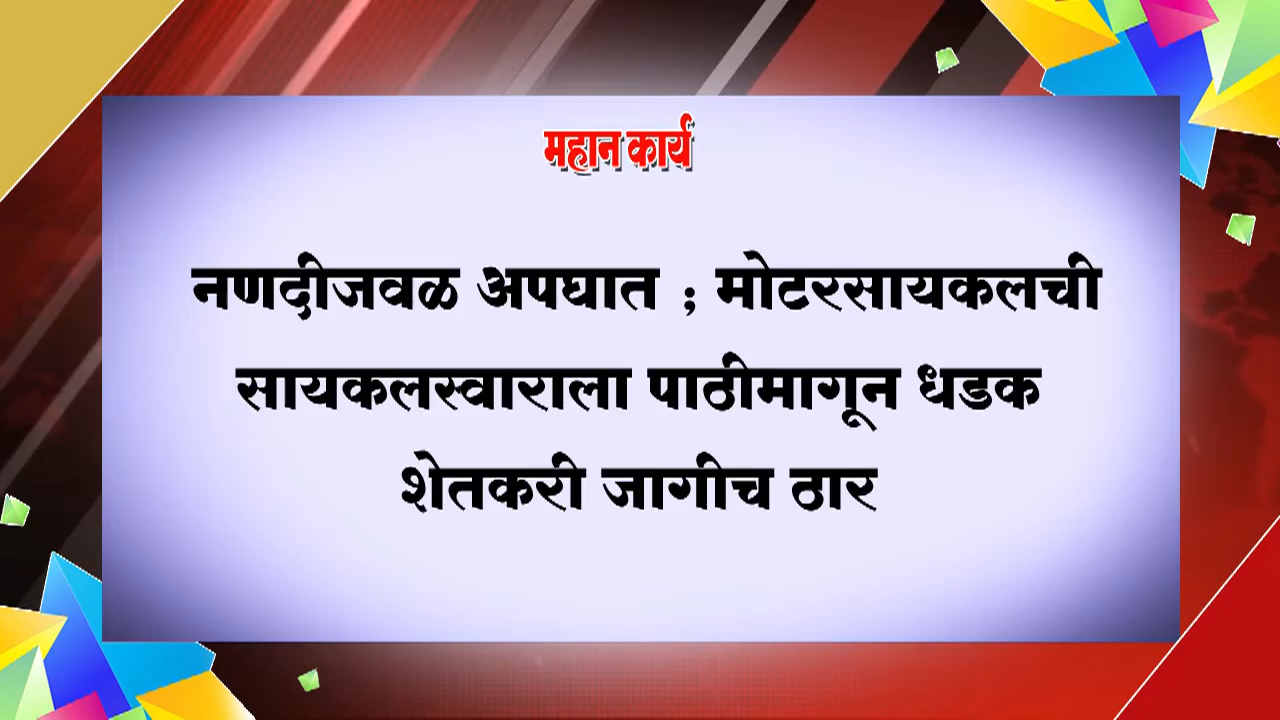 महान कार्य
नणदीजवळ अपघात ; मोटरसायकलची
सायकलस्वाराला पाठीमागून धडक
शेतकरी जागीच ठार